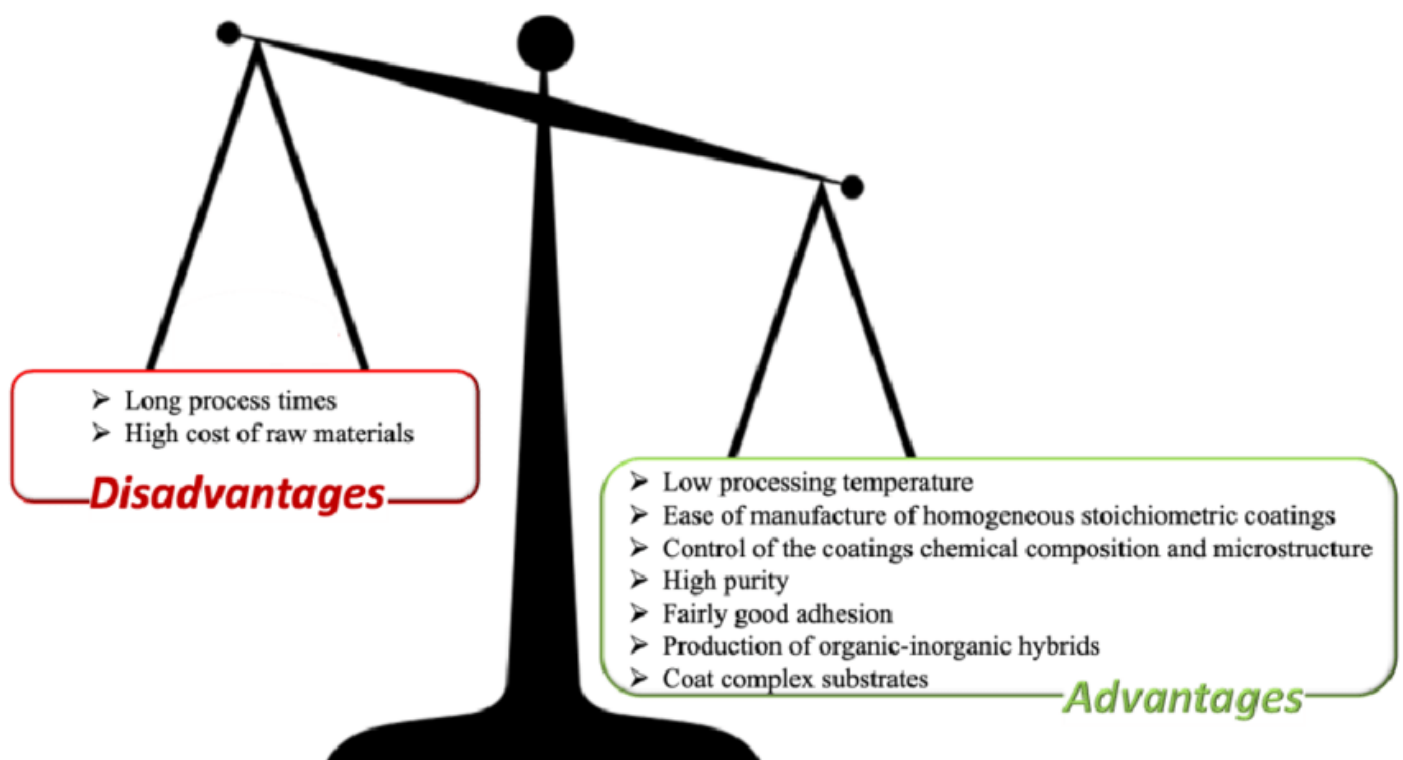 ➢ Long process times
➢ High cost of raw materials
Disadvantages
➢ Low processing temperature
➢ Ease of manufacture of homogeneous stoichiometric coatings
➢ Control of the coatings chemical composition and microstructure
➢ High purity
➢ Fairly good adhesion
➢ Production of organic-inorganic hybrids
➢ Coat complex substrates
Advantages